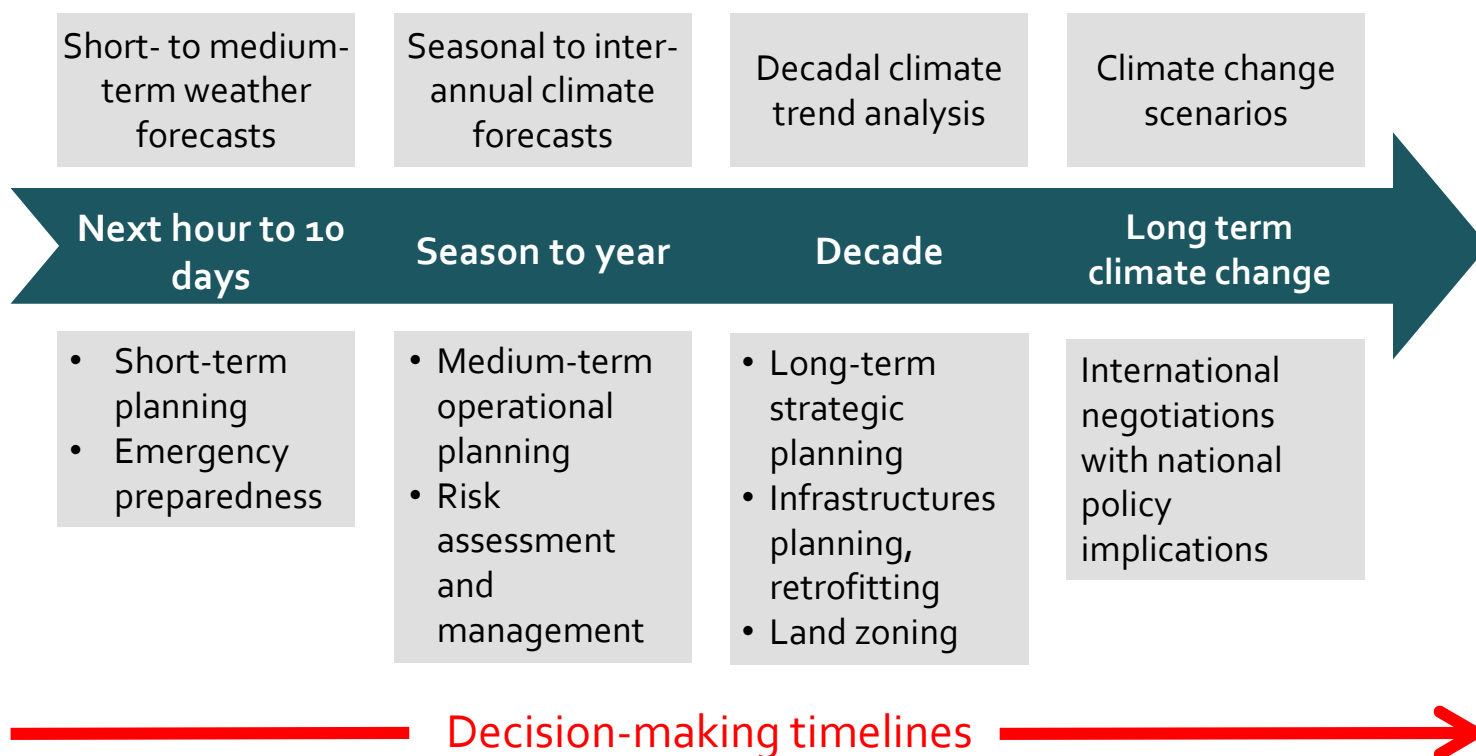 Short- to medium-
term weather
forecasts
Seasonal to inter-
annual climate
forecasts
Decadal climate
trend analysis
Climate change
scenarios
Next hour to 10
days
Season to year
Decade
Long term
climate change
• Short-term
planning
• Emergency
preparedness
• Medium-term
operational
planning
• Risk
assessment
and
management
• Long-term
strategic
planning
• Infrastructures
planning,
retrofitting
• Land zoning
International
negotiations
with national
policy
implications
Decision-making timelines